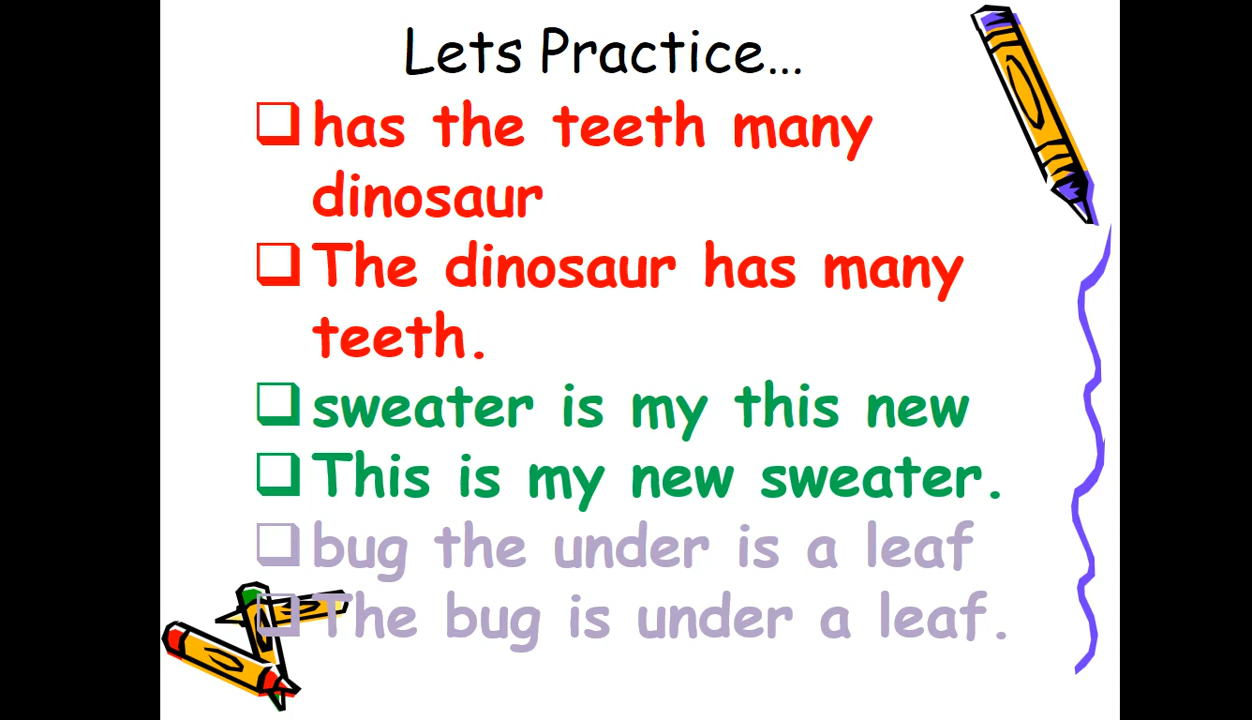 Lets Practice...
has the teeth many
dinosaur
The dinosaur has many
teeth.
sweater is my this new
This is my new sweater.
bug the under is a leaf
The bug is under a leaf.